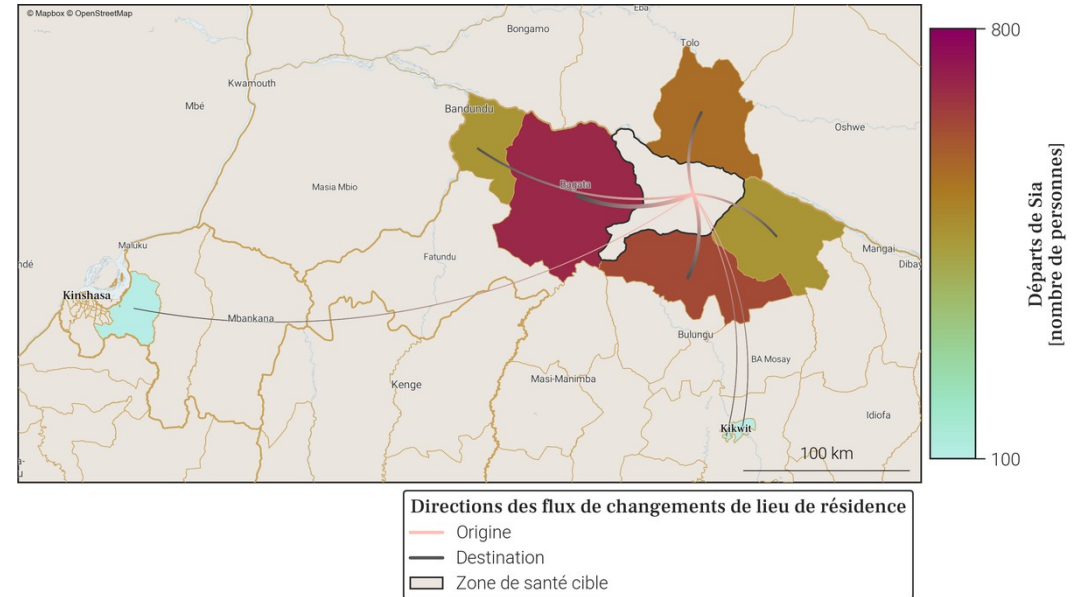 © Mapbox © OpenStreetMap
Eba
Bongamo
Tolo
Kwamouth
Mbé
Bandundu
Oshwe
Masia Mbio
Bagata
Maluku
Fatundu
Mangai
Dibay
ndé
Kinshasa
Mbankana
Bulungu
BA Mosay
Kenge
Masi-Manimba
Idiofa
Kikwit
100 km
800
100
Départs de Sia
[nombre de personnes]
Directions des flux de changements de lieu de résidence
Origine
Destination
Zone de santé cible